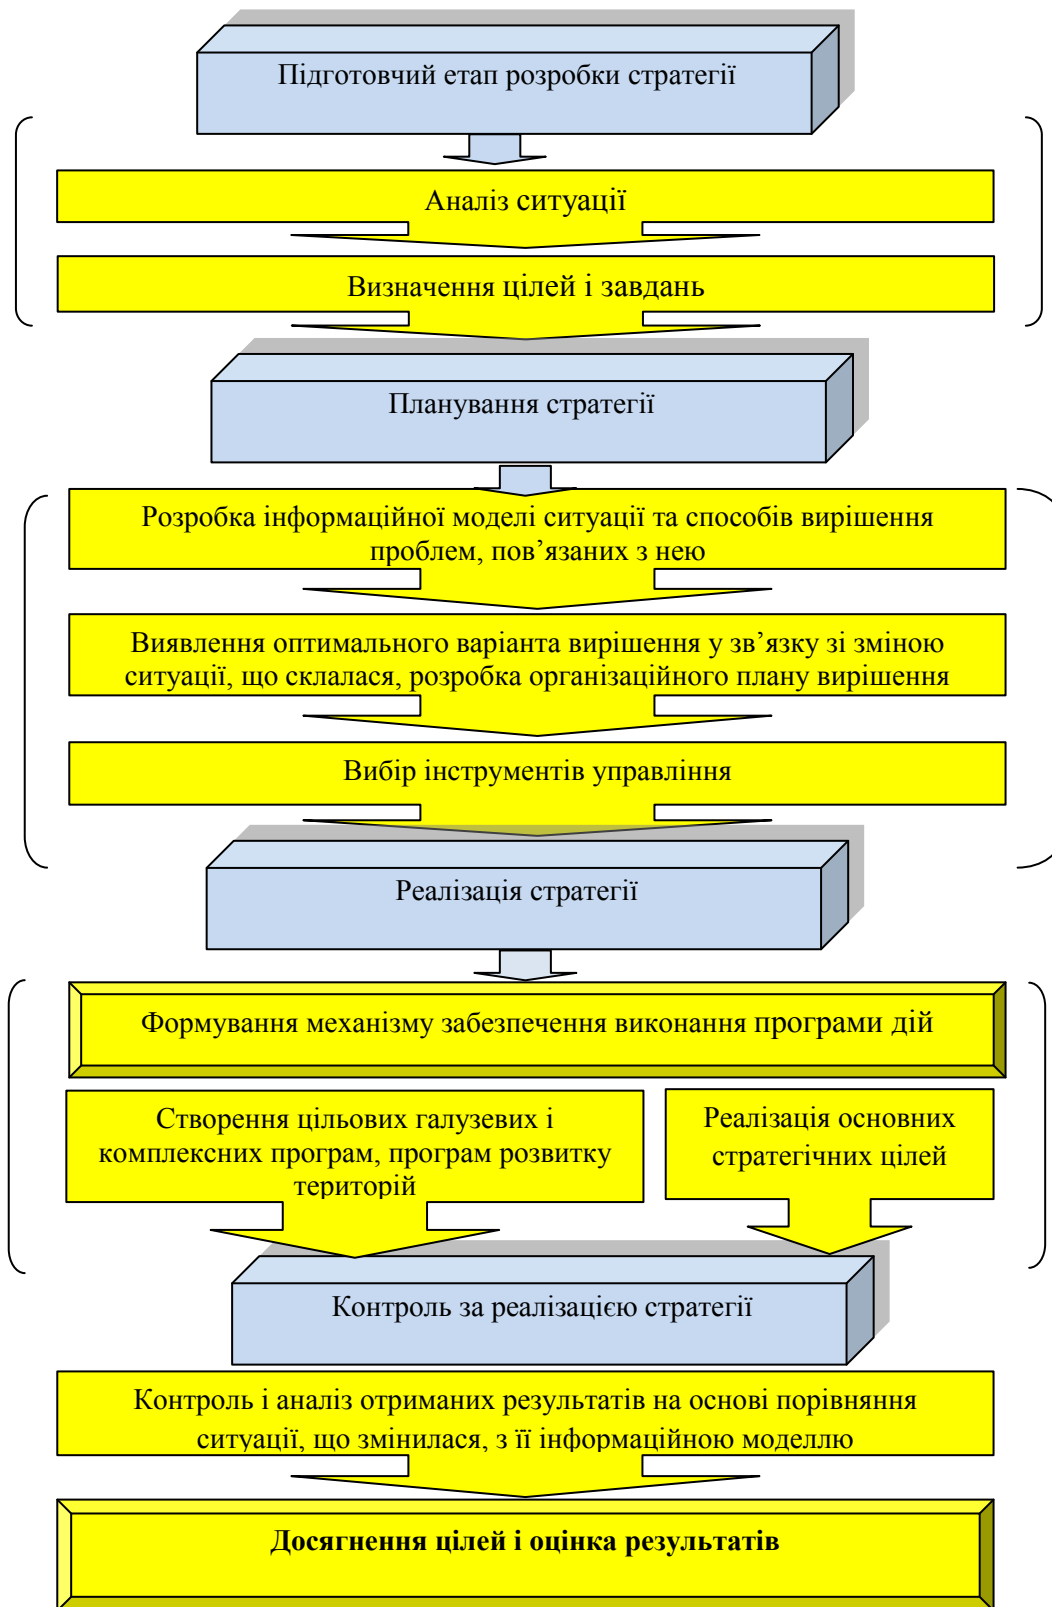 Підготовчий етап розробки стратегії
Аналіз ситуації
Визначення цілей і завдань
Планування стратегії
Розробка інформаційної моделі ситуації та способів вирішення
проблем, пов’язаних з нею
Виявлення оптимального варіанта вирішення у зв’язку зі зміною
ситуації, що склалася, розробка організаційного плану вирішення
Вибір інструментів управління
Реалізація стратегії
Формування механізму забезпечення виконання програми дій
Створення цільових галузевих і
комплексних програм, програм розвитку
територій
Реалізація основних
стратегічних цілей
Контроль за реалізацією стратегії
Контроль і аналіз отриманих результатів на основі порівняння
ситуації, що змінилася, з її інформаційною моделлю
Досягнення цілей і оцінка результатів